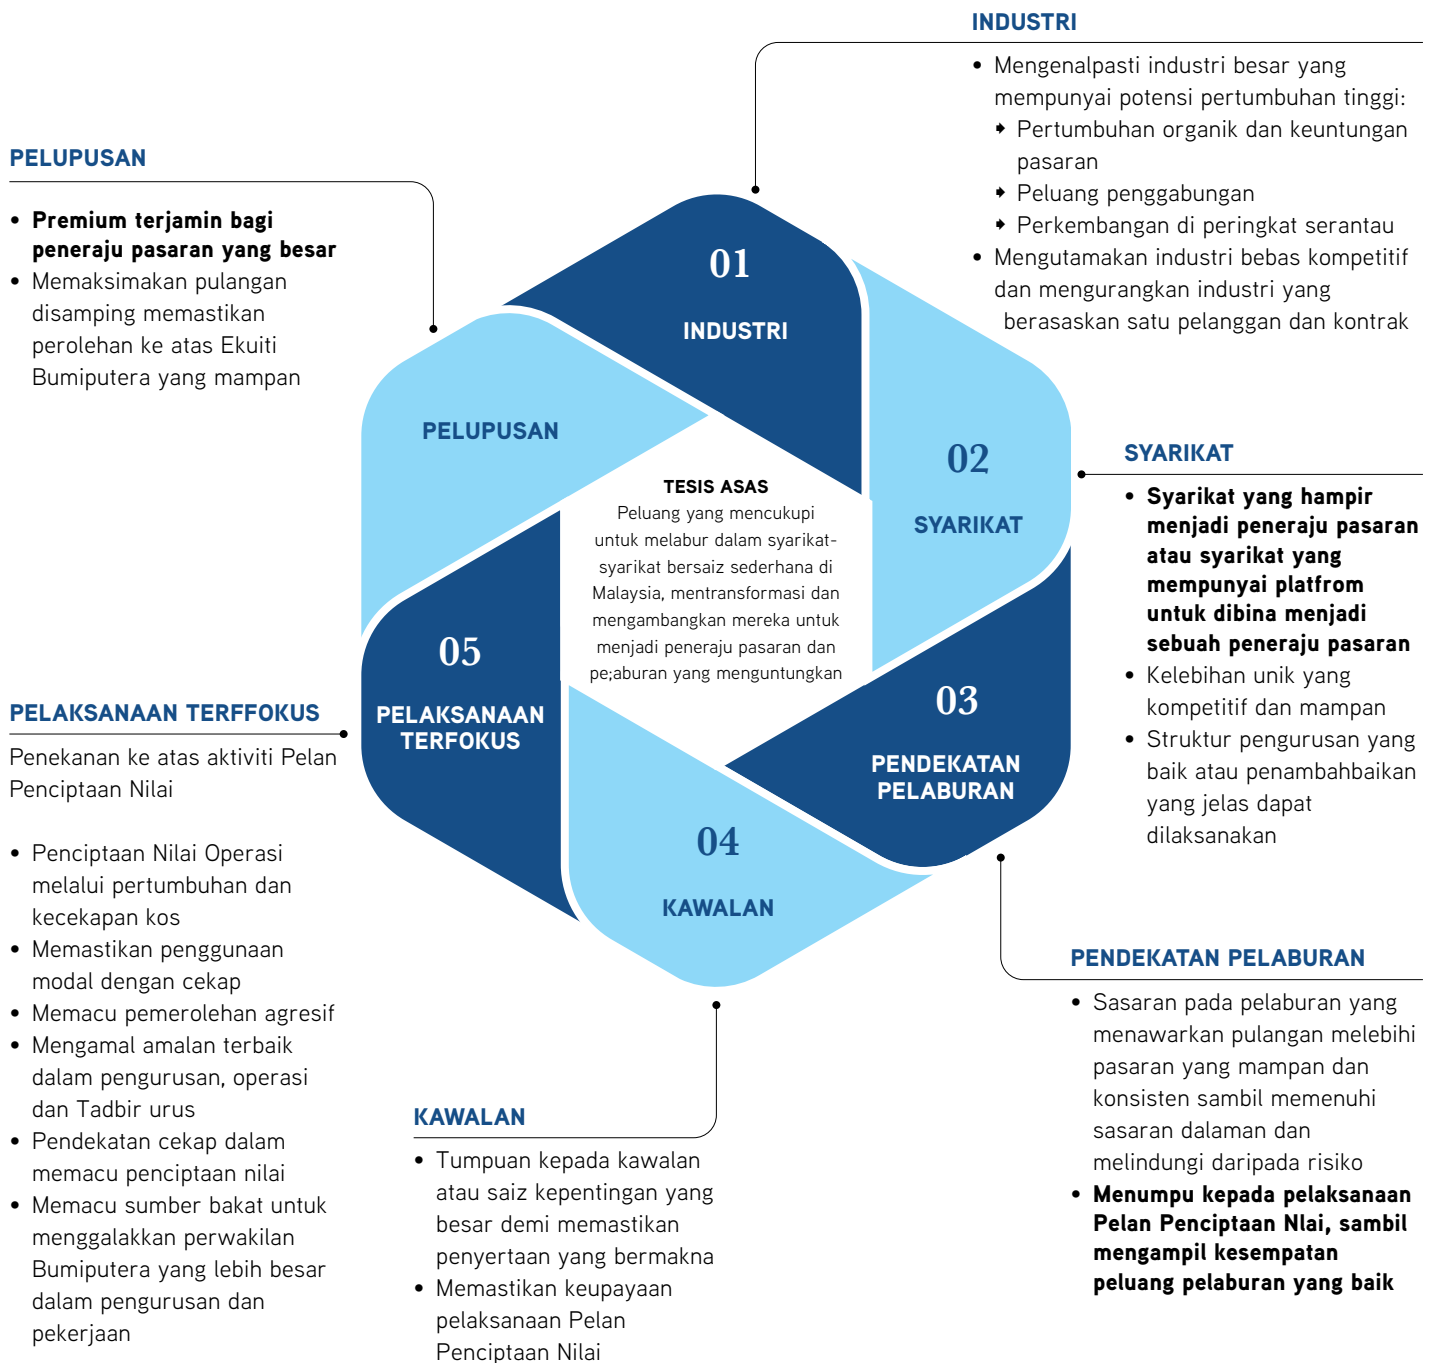 INDUSTRI
• Mengenalpasti industri besar yang
mempunyai potensi pertumbuhan tinggi:
➧ Pertumbuhan organik dan keuntungan
pasaran
➧ Peluang penggabungan
➧ Perkembangan di peringkat serantau
• Mengutamakan industri bebas kompetitif
dan mengurangkan industri yang
berasaskan satu pelanggan dan kontrak
PELUPUSAN
• Premium terjamin bagi
peneraju pasaran yang besar
• Memaksimakan pulangan
disamping memastikan
perolehan ke atas Ekuiti
Bumiputera yang mampan
01
INDUSTRI
PELUPUSAN
02
SYARIKAT
TESIS ASAS
Peluang yang mencukupi
untuk melabur dalam syarikat-
syarikat bersaiz sederhana di
Malaysia, mentransformasi dan
mengambangkan mereka untuk
menjadi peneraju pasaran dan
pe;aburan yang menguntungkan
05
PELAKSANAAN
TERFOKUS
03
PENDEKATAN
PELABURAN
04
KAWALAN
SYARIKAT
• Syarikat yang hampir
menjadi peneraju pasaran
atau syarikat yang
mempunyai platfrom
untuk dibina menjadi
sebuah peneraju pasaran
• Kelebihan unik yang
kompetitif dan mampan
• Struktur pengurusan yang
baik atau penambahbaikan
yang jelas dapat
dilaksanakan
PELAKSANAAN TERFFOKUS
Penekanan ke atas aktiviti Pelan
Penciptaan Nilai
• Penciptaan Nilai Operasi
melalui pertumbuhan dan
kecekapan kos
• Memastikan penggunaan
modal dengan cekap
• Memacu pemerolehan agresif
• Mengamal amalan terbaik
dalam pengurusan, operasi
dan Tadbir urus
• Pendekatan cekap dalam
memacu penciptaan nilai
• Memacu sumber bakat untuk
menggalakkan perwakilan
Bumiputera yang lebih besar
dalam pengurusan dan
pekerjaan
KAWALAN
• Tumpuan kepada kawalan
atau saiz kepentingan yang
besar demi memastikan
penyertaan yang bermakna
• Memastikan keupayaan
pelaksanaan Pelan
Penciptaan Nilai
PENDEKATAN PELABURAN
• Sasaran pada pelaburan yang
menawarkan pulangan melebihi
pasaran yang mampan dan
konsisten sambil memenuhi
sasaran dalaman dan
melindungi daripada risiko
• Menumpu kepada pelaksanaan
Pelan Penciptaan Nlai, sambil
mengampil kesempatan
peluang pelaburan yang baik